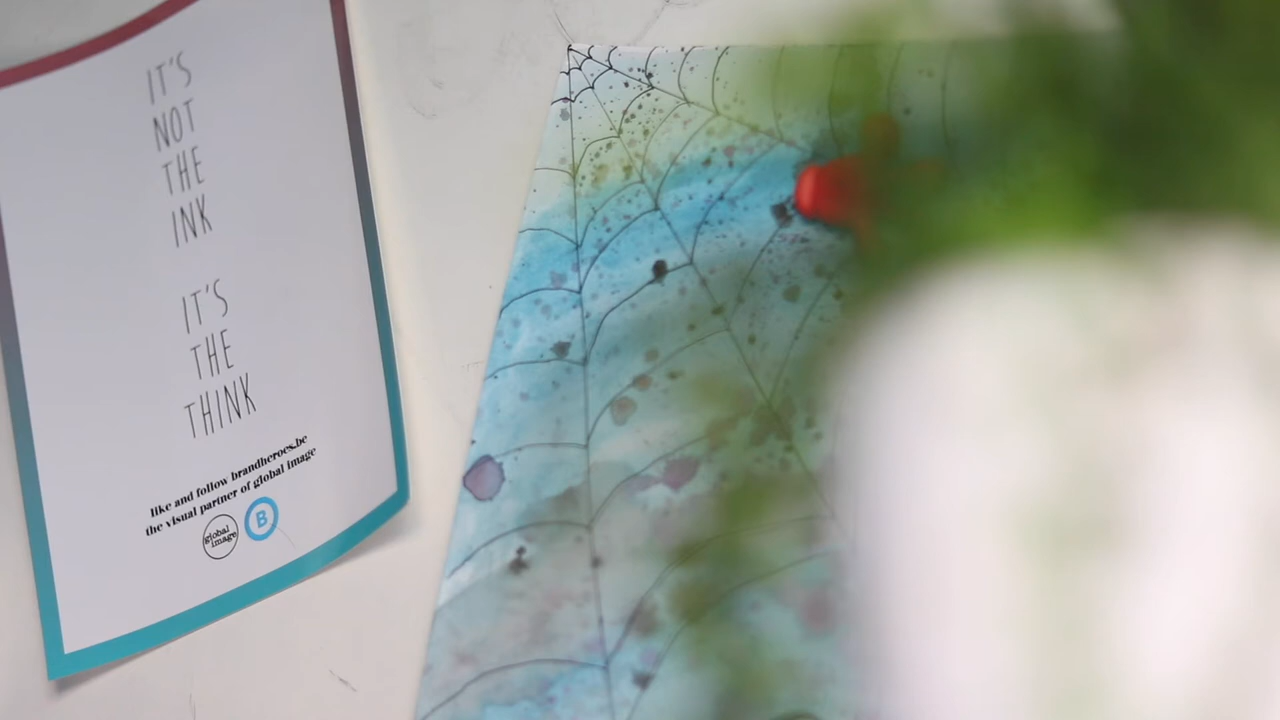 IT'S
NOT
THE
INK
IT'S
THE
THINK
like and follow brandheroes.be
the visual partner of global image
global
image
B